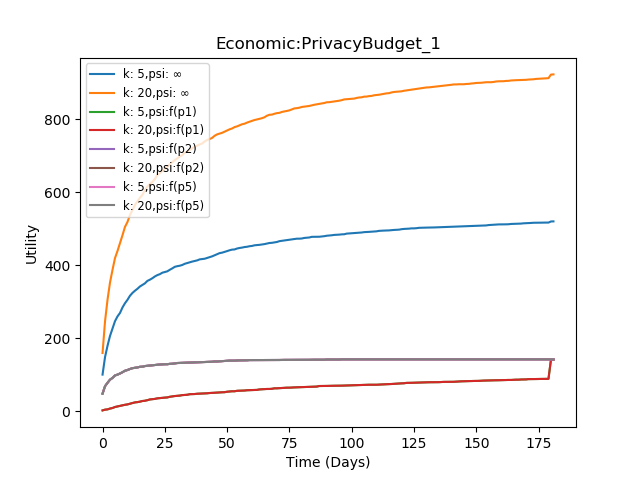 Economic:PrivacyBudget_1
k: 5,psi: ∞
k: 20,psi: ∞
k: 5,psi:f(p1)
k: 20,psi:f(p1)
k: 5,psi:f(p2)
k: 20,psi:f(p2)
k: 5,psi:f(p5)
k: 20,psi:f(p5)
Utility
800
600
400
200
0
0 25 50 75 100 125 150 175
Time (Days)